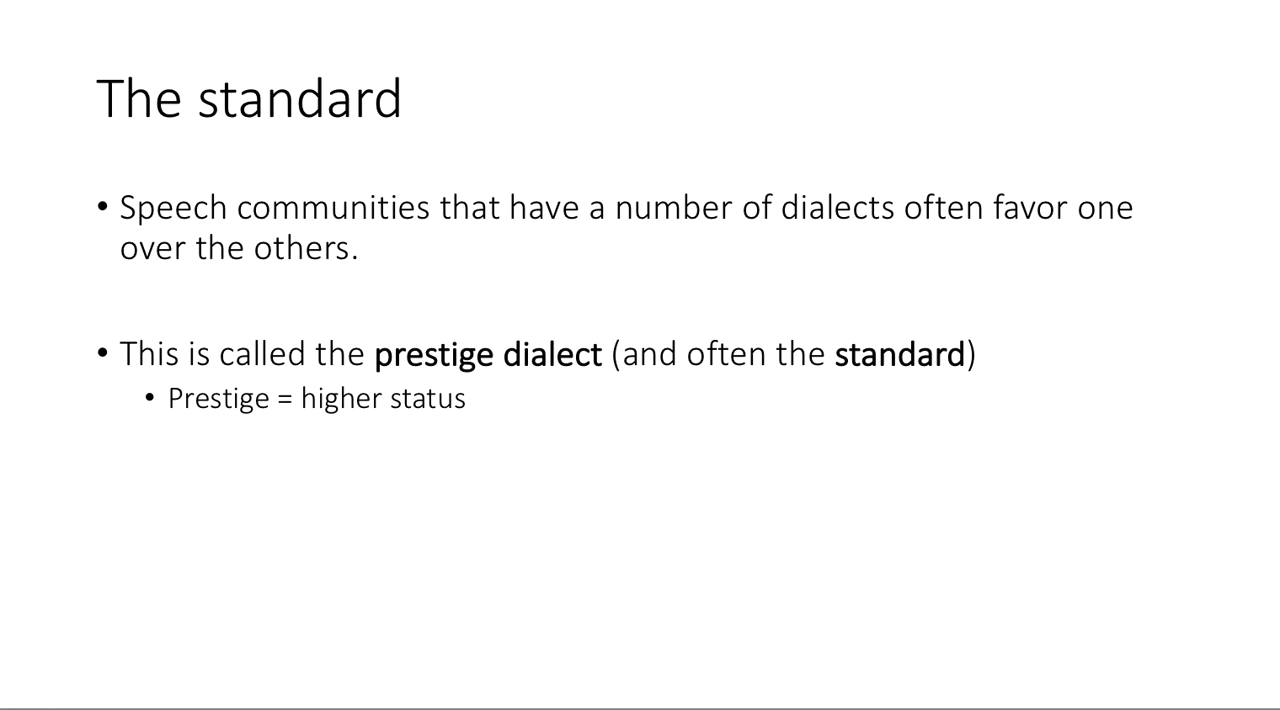 The standard
• Speech communities that have a number of dialects often favor one
over the others.
• This is called the prestige dialect (and often the standard)
• Prestige = higher status